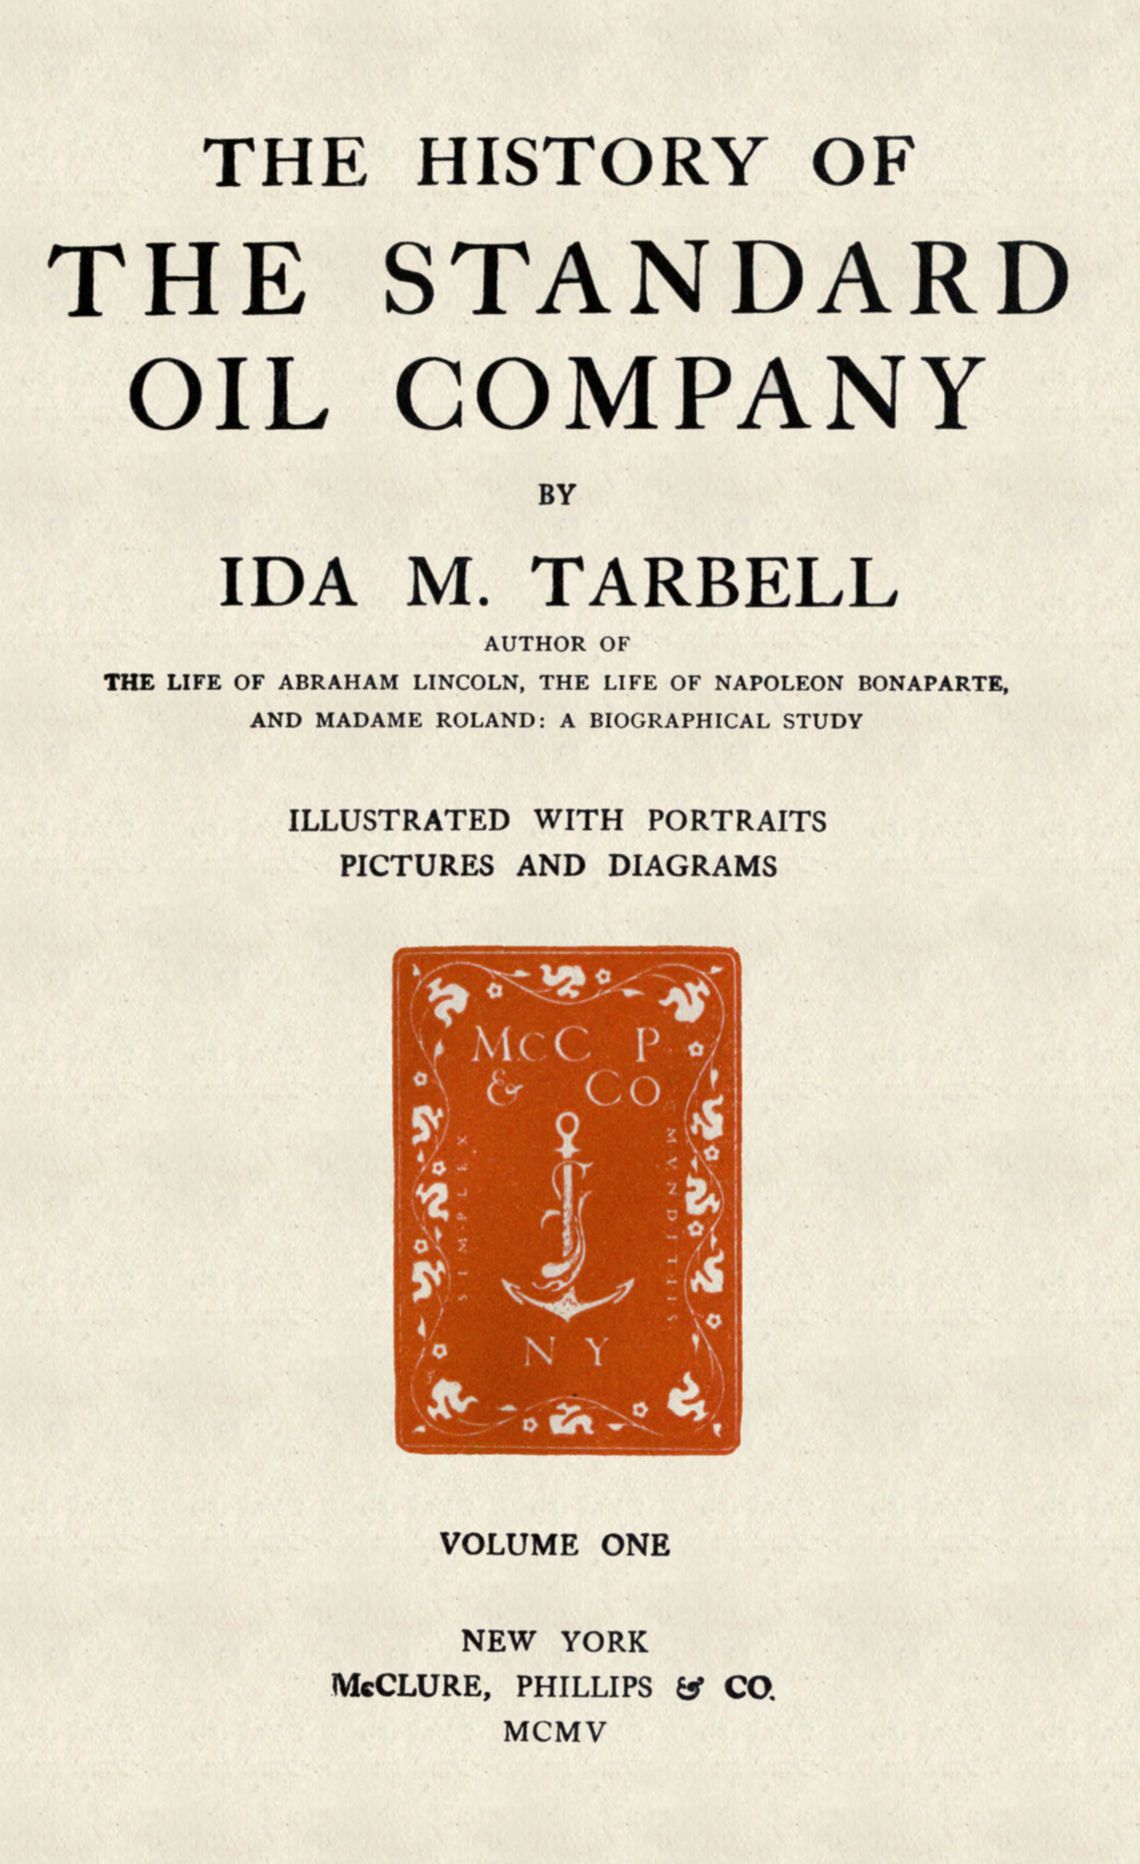 THE HISTORY OF
THE STANDARD
OIL COMPANY
BY
IDA M. TARBELL
AUTHOR OF
THE LIFE OF ABRAHAM LINCOLN, THE LIFE OF NAPOLEON BONAPARTE,
AND MADAME ROLAND: A BIOGRAPHICAL STUDY
ILLUSTRATED WITH PORTRAITS
PICTURES AND DIAGRAMS
McC P
& Co
SIMPLEX
MVNDITIIS
N Y
VOLUME ONE
NEW YORK
McCLURE, PHILLIPS & CO.
MCMV